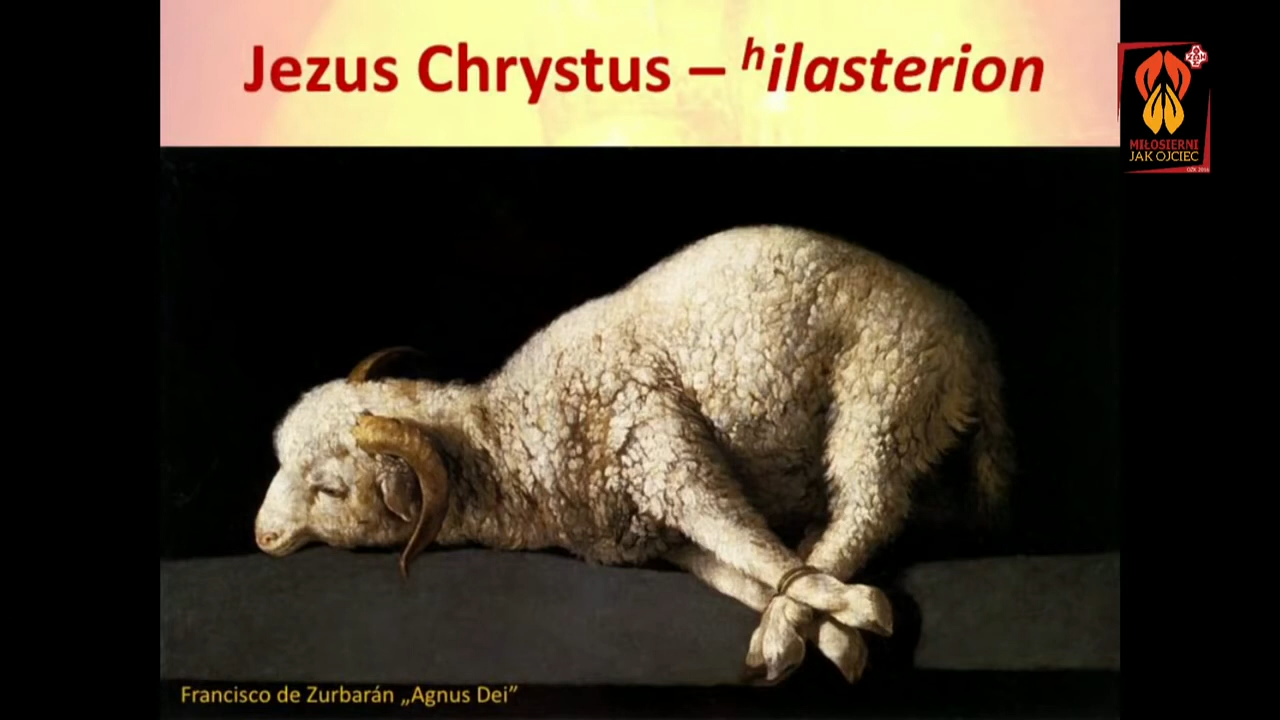 Jezus Chrystus – hilasterion
MIŁOSIERNI
JAK OJCIEC
Francisco de Zurbarán „Agnus Dei”